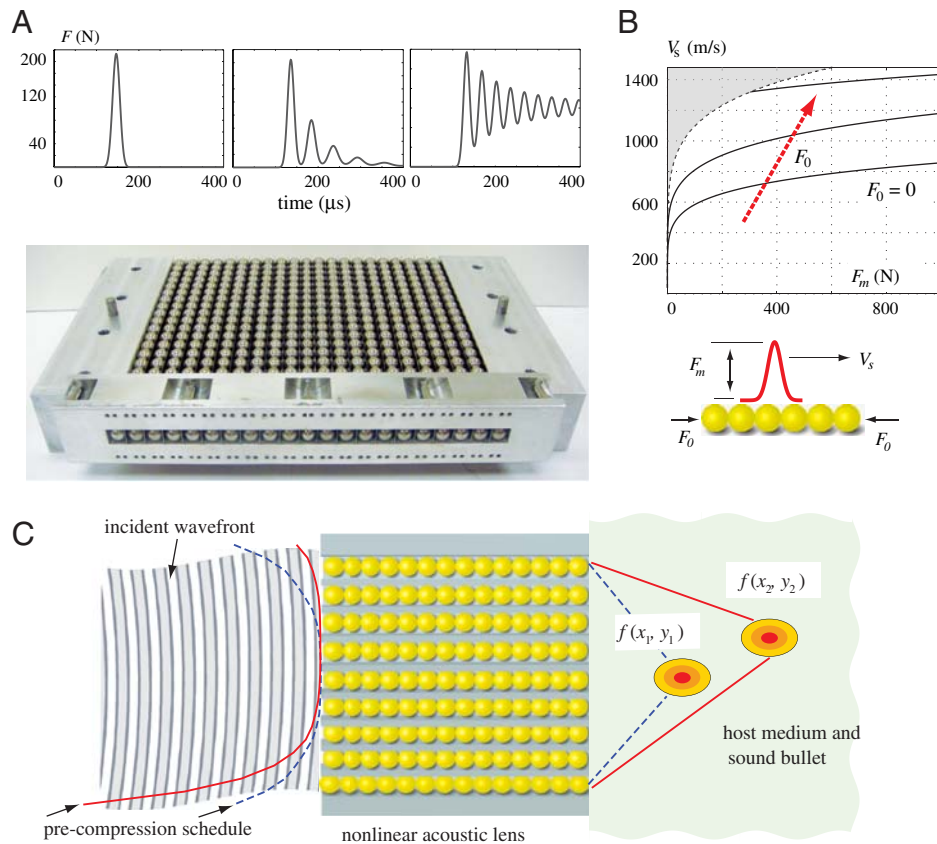 A
F (N)
200
120
40
0
400
0
200
400
0
400
time (µs)
B
V_s (m/s)
1400
1000
600
200
F_0
F_0 = 0
F_m (N)
0
400
800
F_m
V_s
F_0
F_0
C
incident wavefront
f(x_1, y_1)
f(x_2, y_2)
host medium and
sound bullet
pre-compression schedule
nonlinear acoustic lens